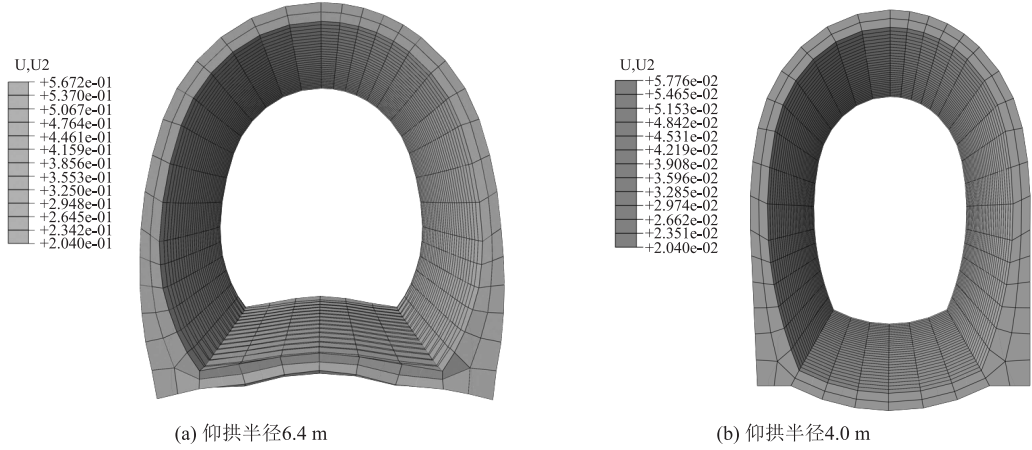 U,U2
+5.672e-01
+5.370e-01
+5.067e-01
+4.764e-01
+4.461e-01
+4.159e-01
+3.856e-01
+3.553e-01
+3.250e-01
+2.948e-01
+2.645e-01
+2.342e-01
+2.040e-01
(a) 仰拱半径6.4 m
U,U2
+5.776e-02
+5.465e-02
+5.153e-02
+4.842e-02
+4.531e-02
+4.219e-02
+3.908e-02
+3.596e-02
+3.285e-02
+2.974e-02
+2.662e-02
+2.351e-02
+2.040e-02
(b) 仰拱半径4.0 m